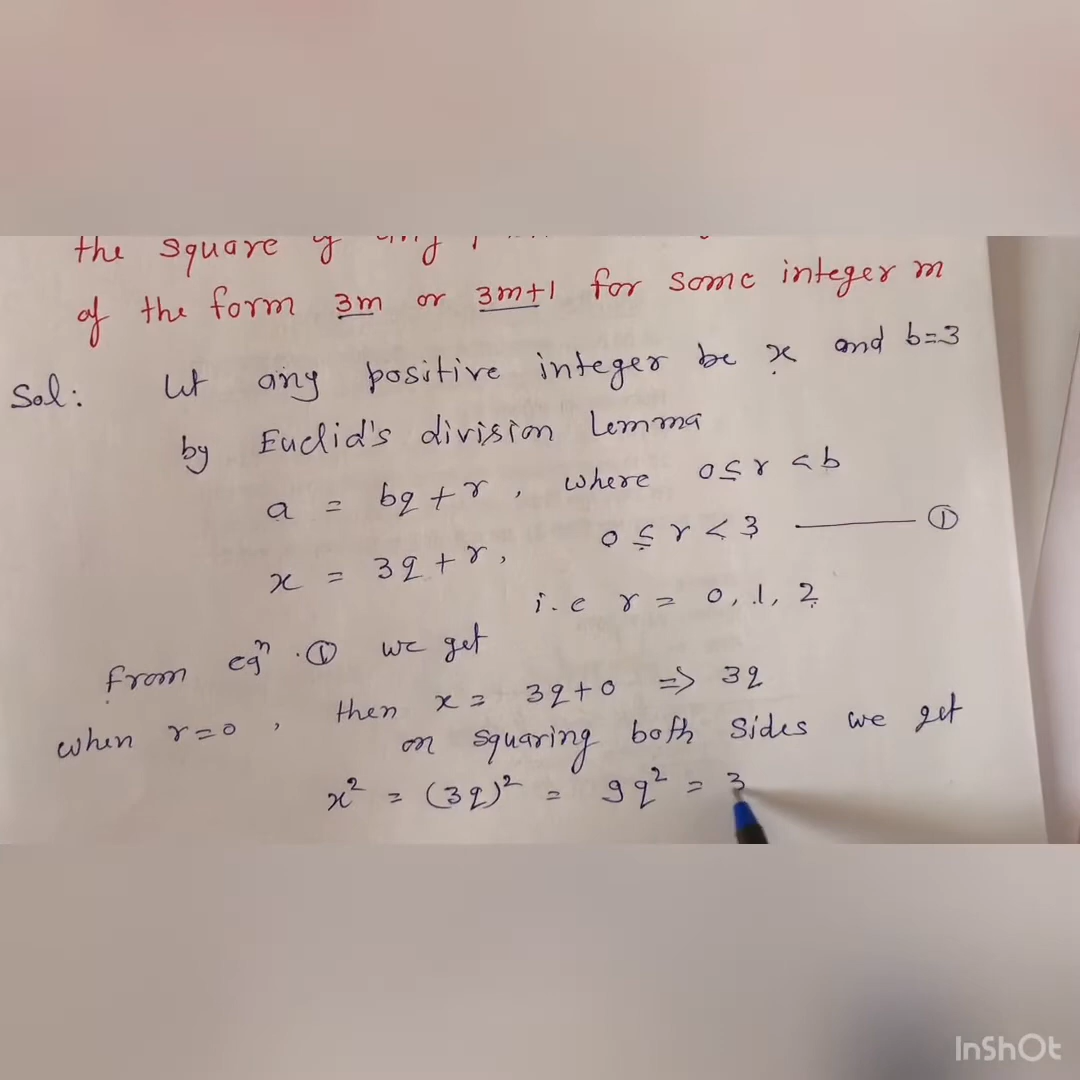 the square of any
of the form 3m or 3m+1 for some integer m
Sol: Let any positive integer be x and b=3
by Euclid's division Lemma
a = bq + r , where 0≤r<b
x = 3q + r, 0≤r<3 ——— ①
i.e r = 0, 1, 2
from eqⁿ . ① we get
when r=0 , then x = 3q+0 => 3q
on squaring both sides we get
x² = (3q)² = 9q² = 3
InShOt